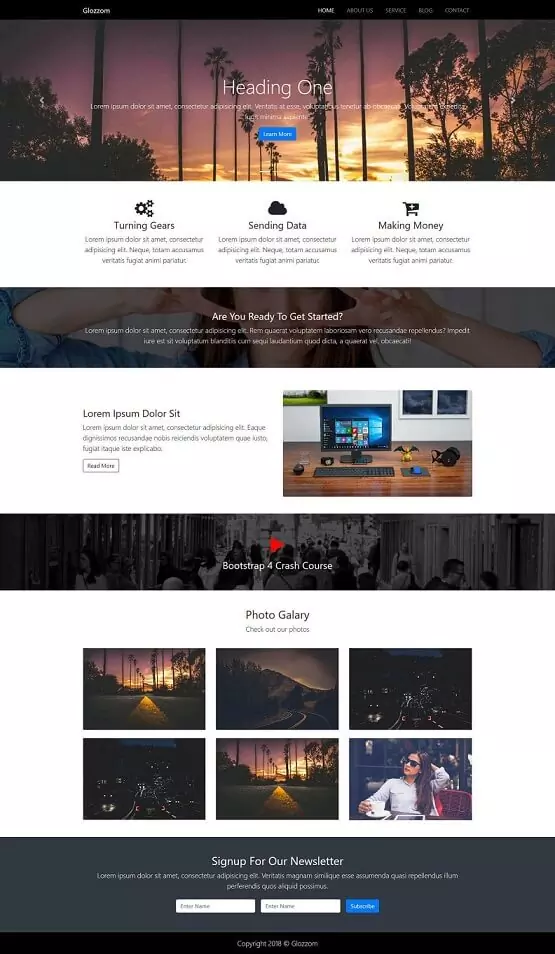 Glozzom
HOME ABOUT US SERVICE BLOG CONTACT
Heading One
Lorem ipsum dolor sit amet, consectetur adipisicing elit. Veritatis at esse, voluptatibus tenetur ab obcaecati. Voluptatem expedita
fugit minima sapiente.
Learn More
Turning Gears
Lorem ipsum dolor sit amet, consectetur
adipisicing elit. Neque, totam accusamus
veritatis fugiat animi pariatur.
Sending Data
Lorem ipsum dolor sit amet, consectetur
adipisicing elit. Neque, totam accusamus
veritatis fugiat animi pariatur.
Making Money
Lorem ipsum dolor sit amet, consectetur
adipisicing elit. Neque, totam accusamus
veritatis fugiat animi pariatur.
Are You Ready To Get Started?
Lorem ipsum dolor sit amet, consectetur adipisicing elit. Rem quaerat voluptatem laboriosam vero recusandae repellendus? Impedit
iure est sit voluptatum blanditiis cum sequi laudantium quod dicta, a quaerat vel, obcaecati!
Lorem Ipsum Dolor Sit
Lorem ipsum dolor sit amet, consectetur adipisicing elit. Eaque
dignissimos recusandae nobis reiciendis voluptatem quae iusto,
fugiat itaque iste explicabo.
Read More
Bootstrap 4 Crash Course
Photo Galary
Check out our photos
Signup For Our Newsletter
Lorem ipsum dolor sit amet, consectetur adipisicing elit. Veritatis magnam similique esse assumenda quasi repellendus illum
perferendis quos aliquid possimus.
Enter Name Enter Name Subscribe
Copyright 2018 © Glozzom